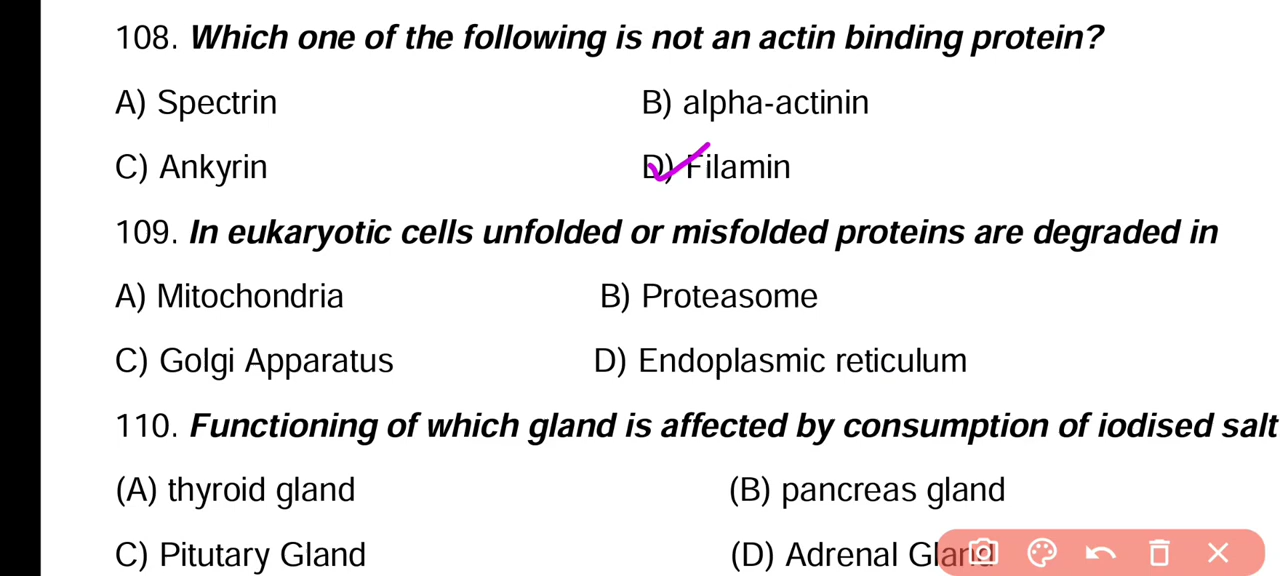 108. Which one of the following is not an actin binding protein?
A) Spectrin B) alpha-actinin
C) Ankyrin D) Filamin
109. In eukaryotic cells unfolded or misfolded proteins are degraded in
A) Mitochondria B) Proteasome
C) Golgi Apparatus D) Endoplasmic reticulum
110. Functioning of which gland is affected by consumption of iodised salt
(A) thyroid gland (B) pancreas gland
C) Pitutary Gland (D) Adrenal Gland